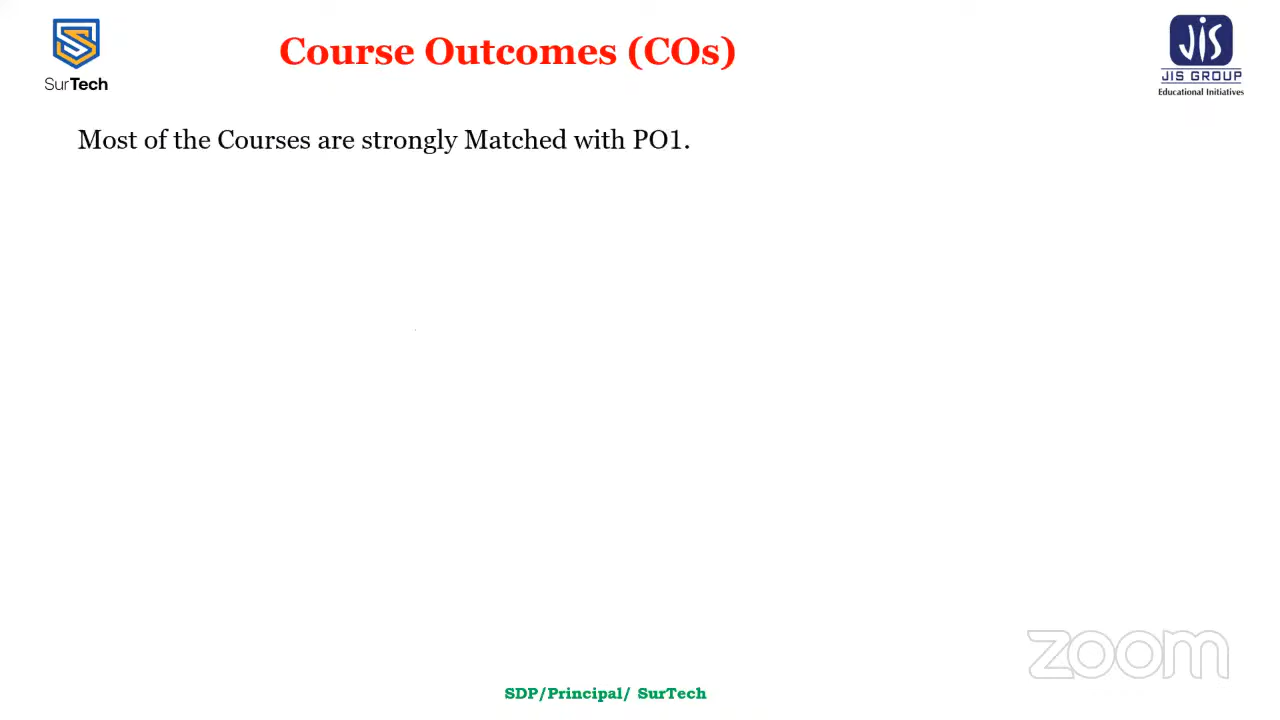 SurTech
Course Outcomes (COs)
JIS
JIS GROUP
Educational Initiatives
Most of the Courses are strongly Matched with PO1.
zoom
SDP/Principal/ SurTech